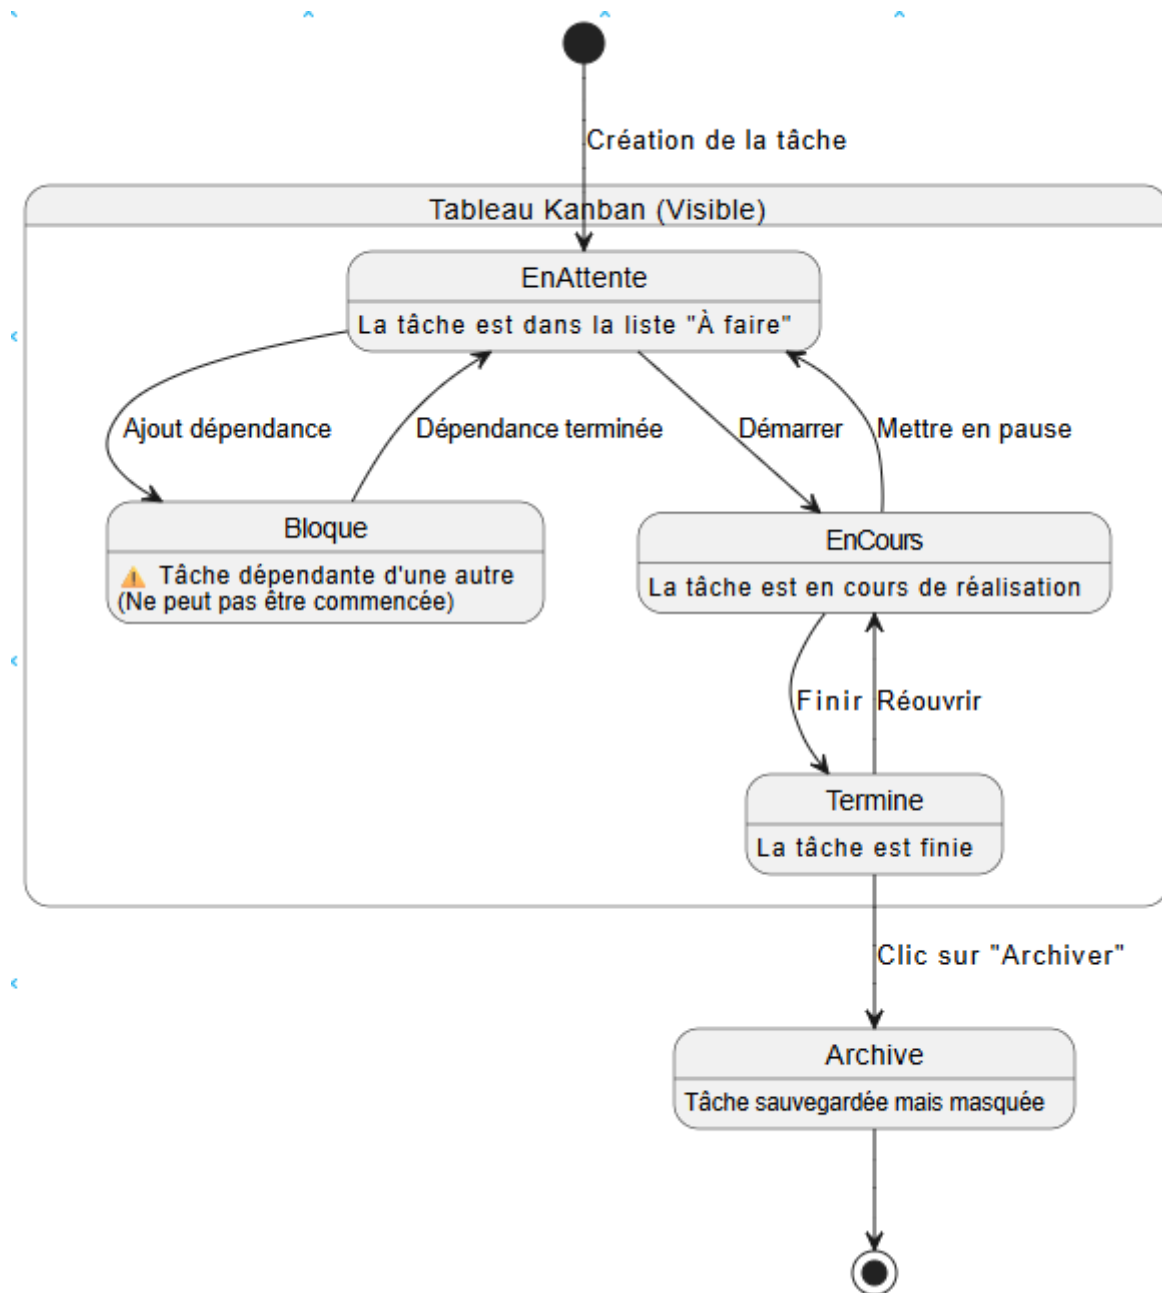 Création de la tâche
Tableau Kanban (Visible)
EnAttente
La tâche est dans la liste "À faire"
Ajout dépendance
Dépendance terminée
Démarrer
Mettre en pause
Bloque
⚠ Tâche dépendante d'une autre
(Ne peut pas être commencée)
EnCours
La tâche est en cours de réalisation
Finir
Réouvrir
Termine
La tâche est finie
Clic sur "Archiver"
Archive
Tâche sauvegardée mais masquée